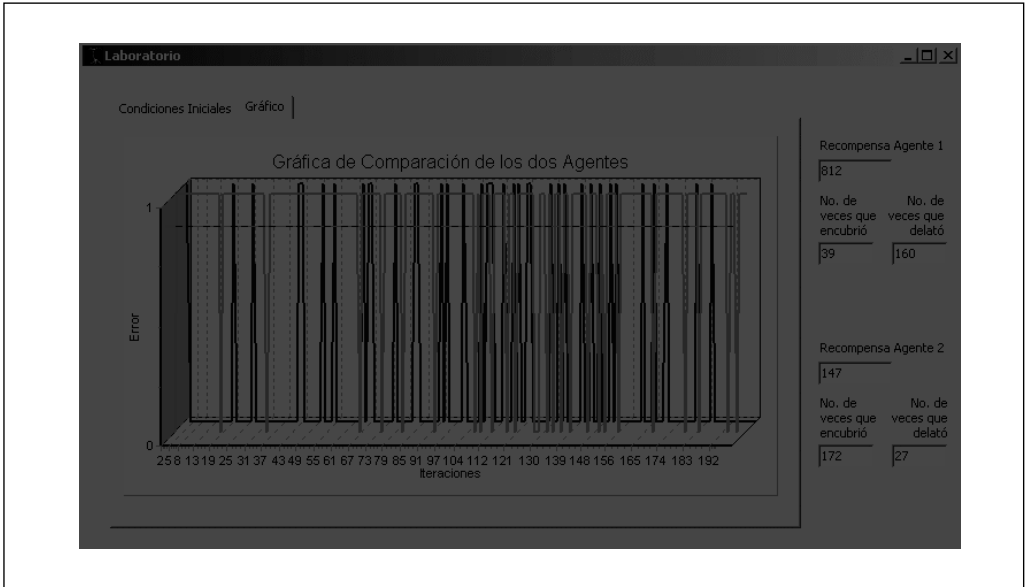 Laboratorio
Condiciones Iniciales Gráfico
Gráfica de Comparación de los dos Agentes
1
Error
0
2 5 8 13 19 25 31 37 43 49 55 61 67 73 79 85 91 97 104 112 121 130 139 148 156 165 174 183 192
Iteraciones
Recompensa Agente 1
812
No. de veces que encubrió
39
No. de veces que delató
160
Recompensa Agente 2
147
No. de veces que encubrió
172
No. de veces que delató
27